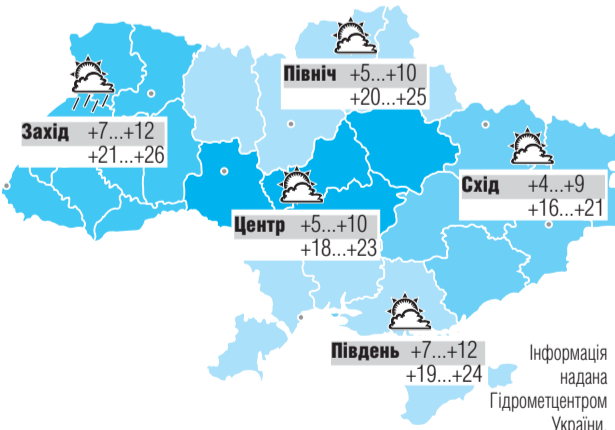 Північ +5...+10
+20...+25
Захід +7...+12
+21...+26
Схід +4...+9
+16...+21
Центр +5...+10
+18...+23
Південь +7...+12
+19...+24
Інформація
надана
Гідрометцентром
України.